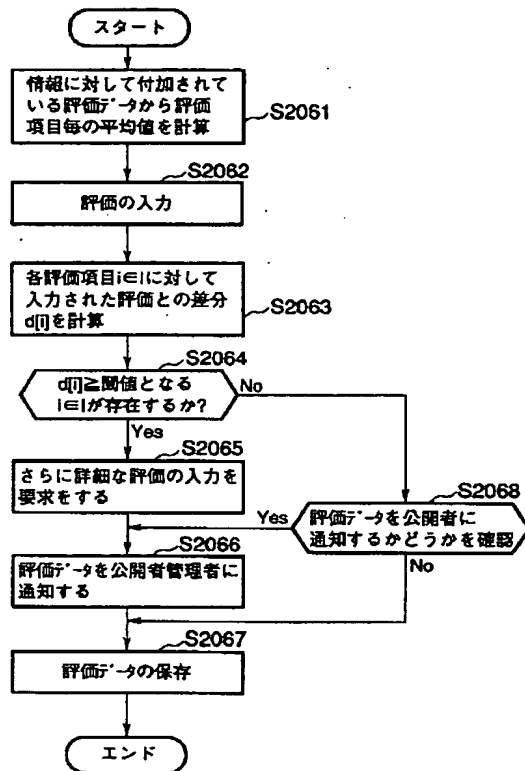 スタート
情報に対して付加されて
いる評価データから評価
項目毎の平均値を計算
S2061
S2062
評価の入力
各評価項目i∈Iに対して
入力された評価との差分
d[i]を計算
S2063
S2064
d[i]≧閾値となる
i∈Iが存在するか?
No
Yes
S2065
さらに詳細な評価の入力を
要求をする
S2068
評価データを公開者に
通知するかどうかを確認
Yes
No
S2066
評価データを公開者管理者に
通知する
S2067
評価データの保存
エンド